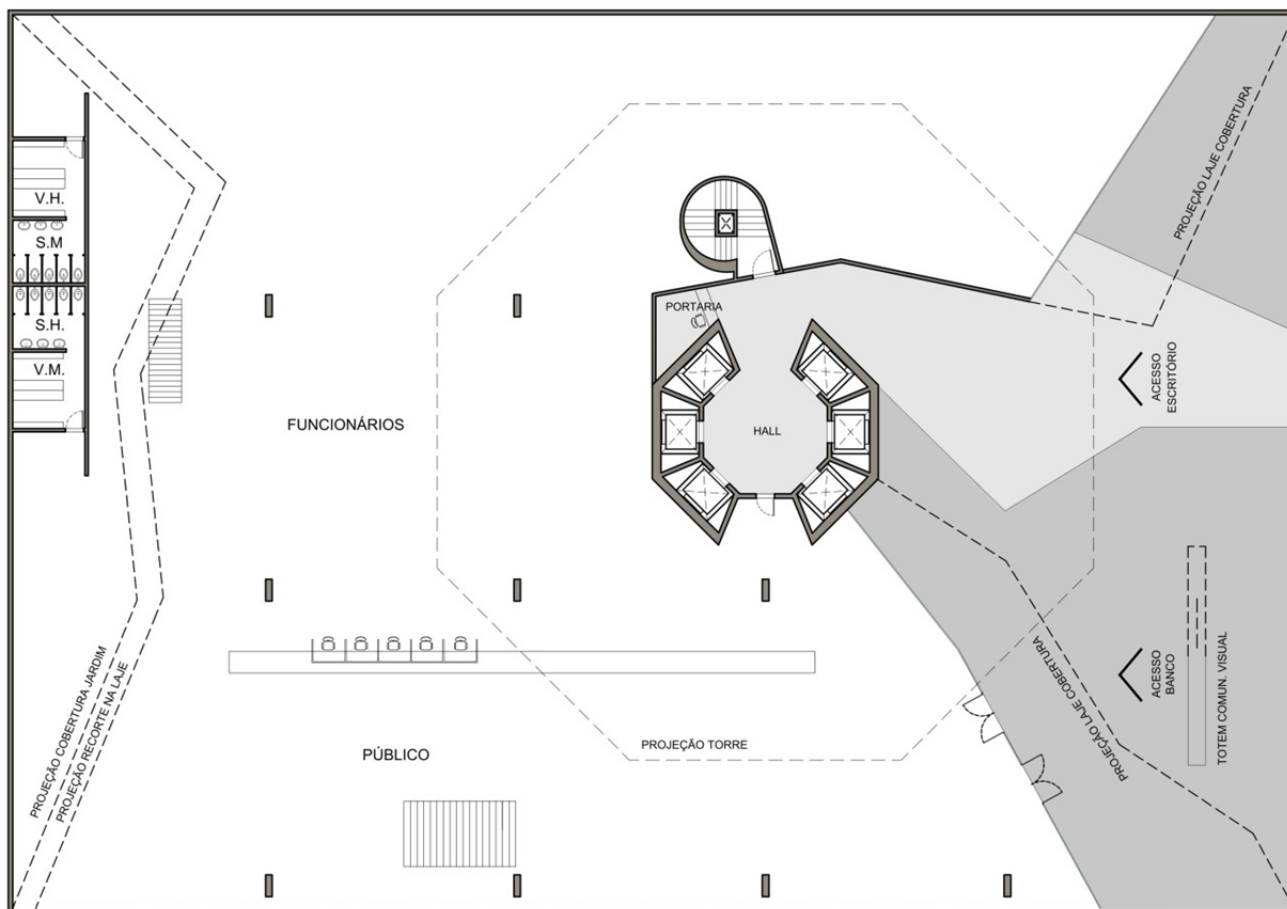 PROJEÇÃO LAJE COBERTURA
V.H.
S.M
S.H.
V.M.
PORTARIA
HALL
ACESSO
ESCRITÓRIO
FUNCIONÁRIOS
PROJEÇÃO COBERTURA JARDIM
PROJEÇÃO RECORTE NA LAJE
PÚBLICO
PROJEÇÃO TORRE
PROJEÇÃO LAJE COBERTURA
ACESSO
BANCO
TOTEM COMUN. VISUAL